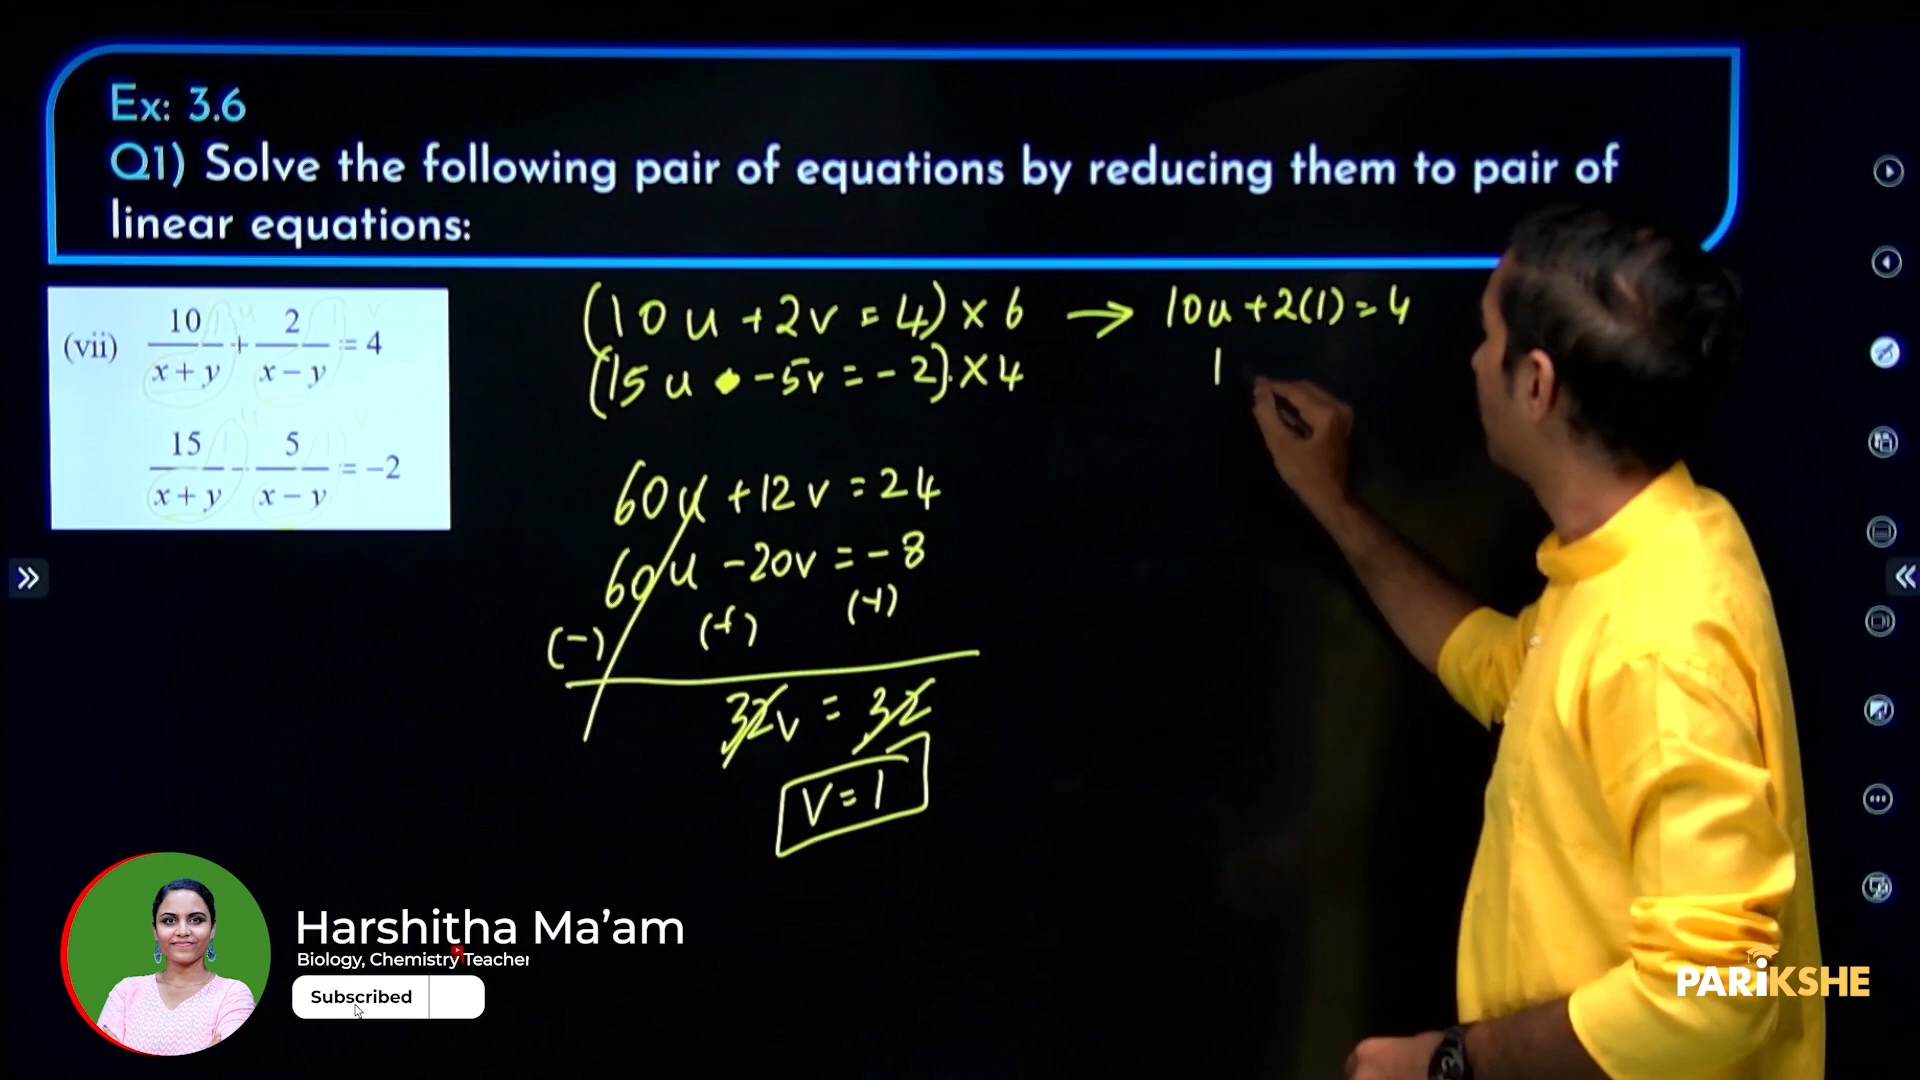 Ex: 3.6
Q1) Solve the following pair of equations by reducing them to pair of
linear equations:
(vii) 10/(x + y) + 2/(x − y) = 4
15/(x + y) - 5/(x − y) = −2
(10u + 2v = 4) × 6 → 10u + 2(1) = 4
(15u - 5v = - 2) × 4 1
60u + 12v = 24
60u - 20v = - 8
(-) (+) (+)
32v = 32
v = 1
Harshitha Ma’am
Biology, Chemistry Teacher
Subscribed
PARiKSHE